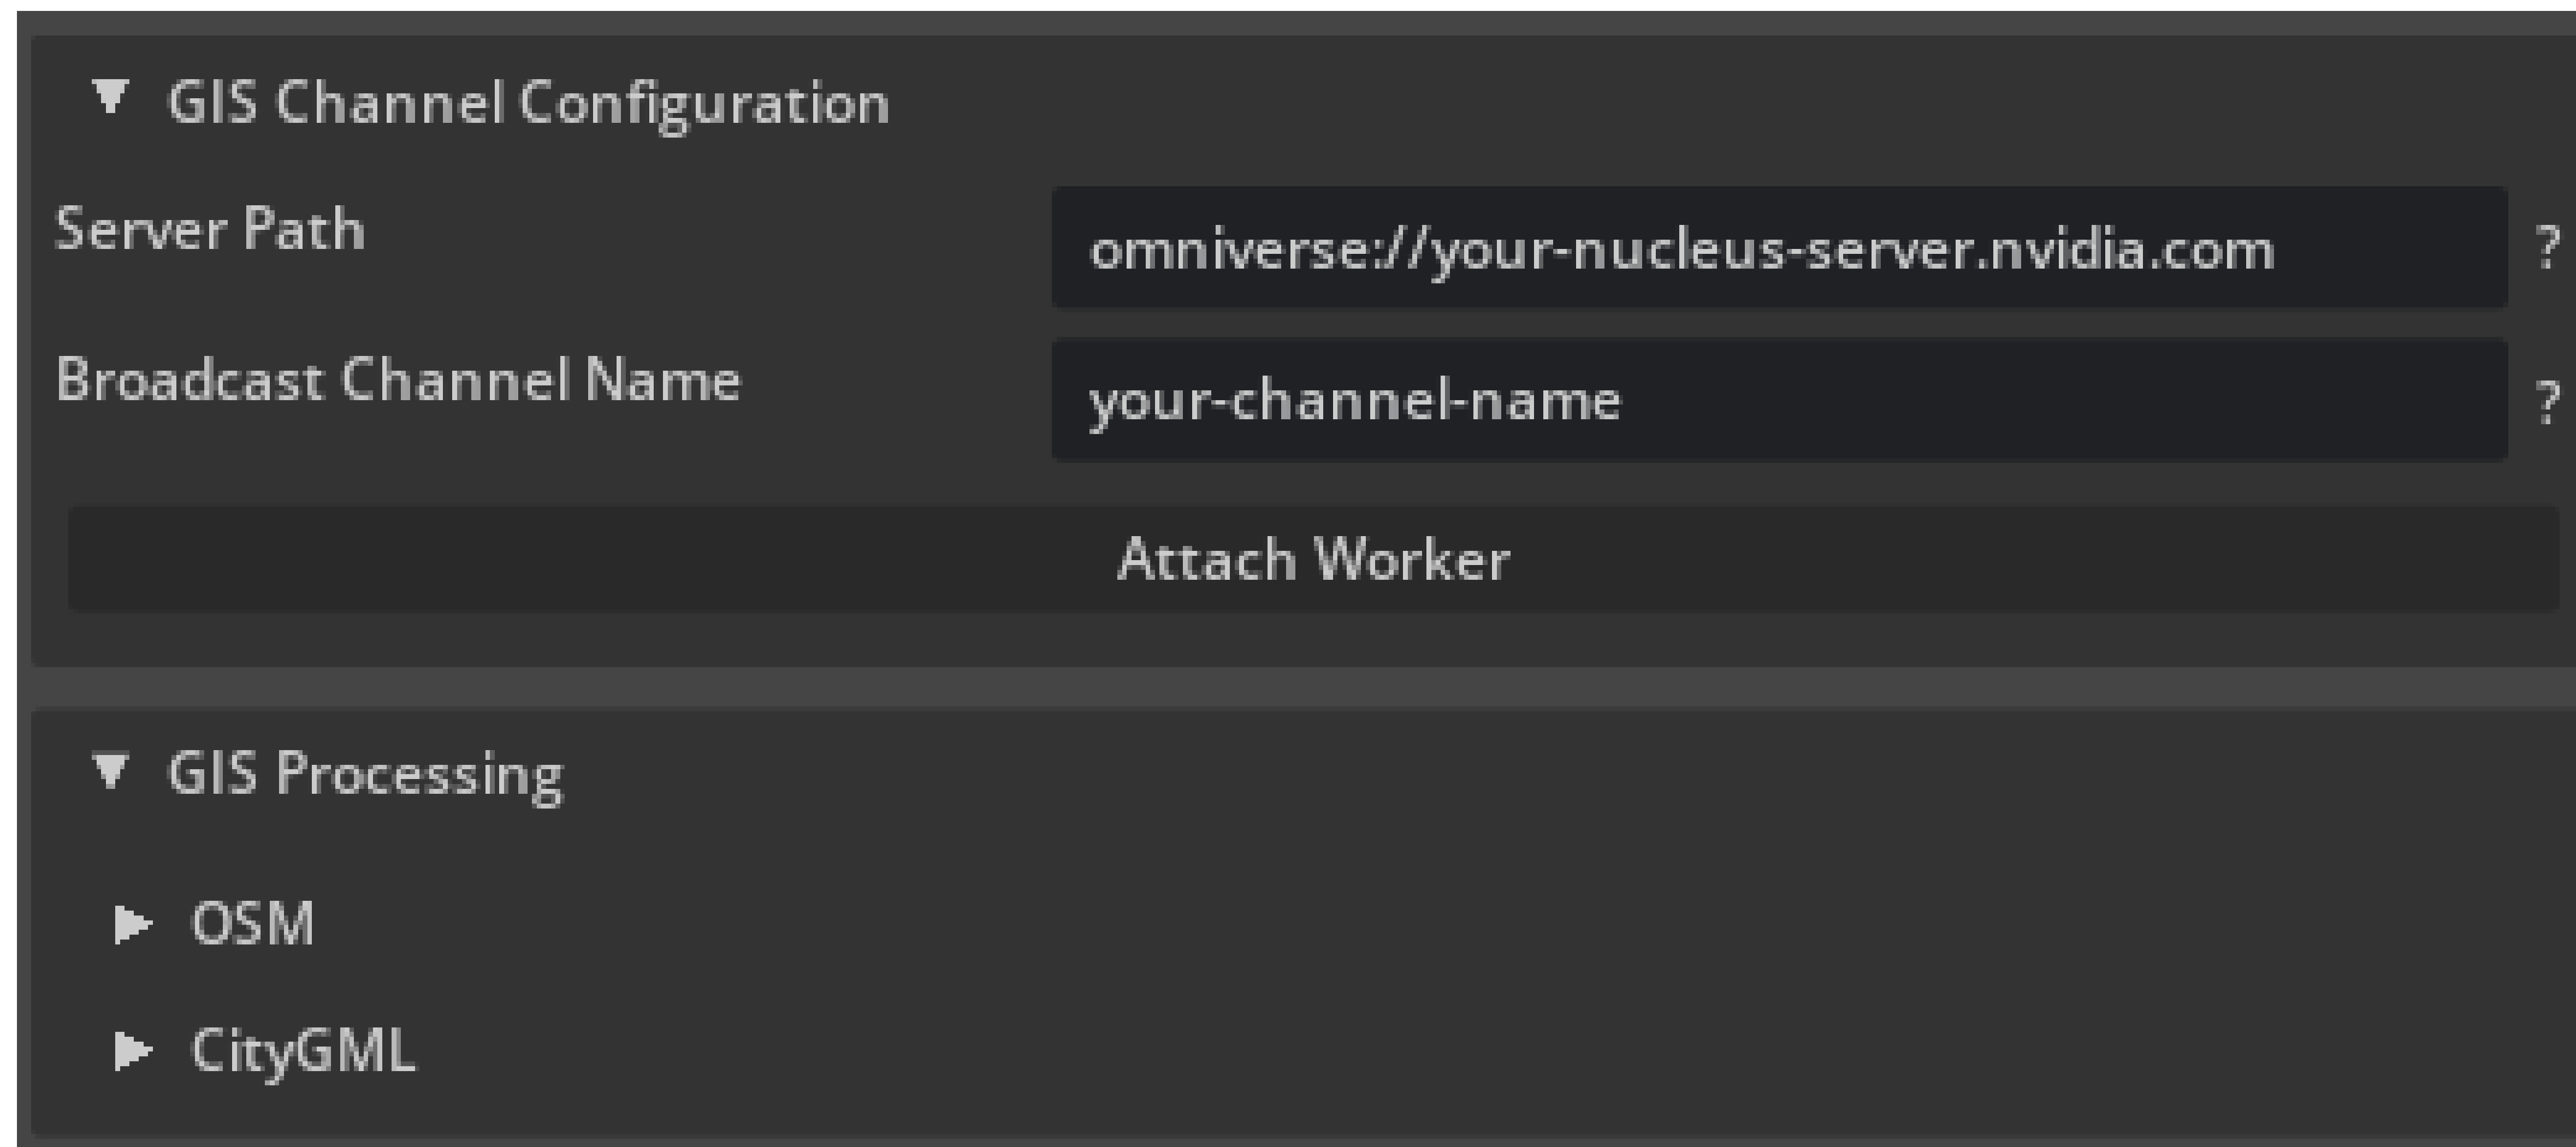 GIS Channel Configuration
Server Path
omniverse://your-nucleus-server.nvidia.com
?
Broadcast Channel Name
your-channel-name
?
Attach Worker
GIS Processing
OSM
CityGML